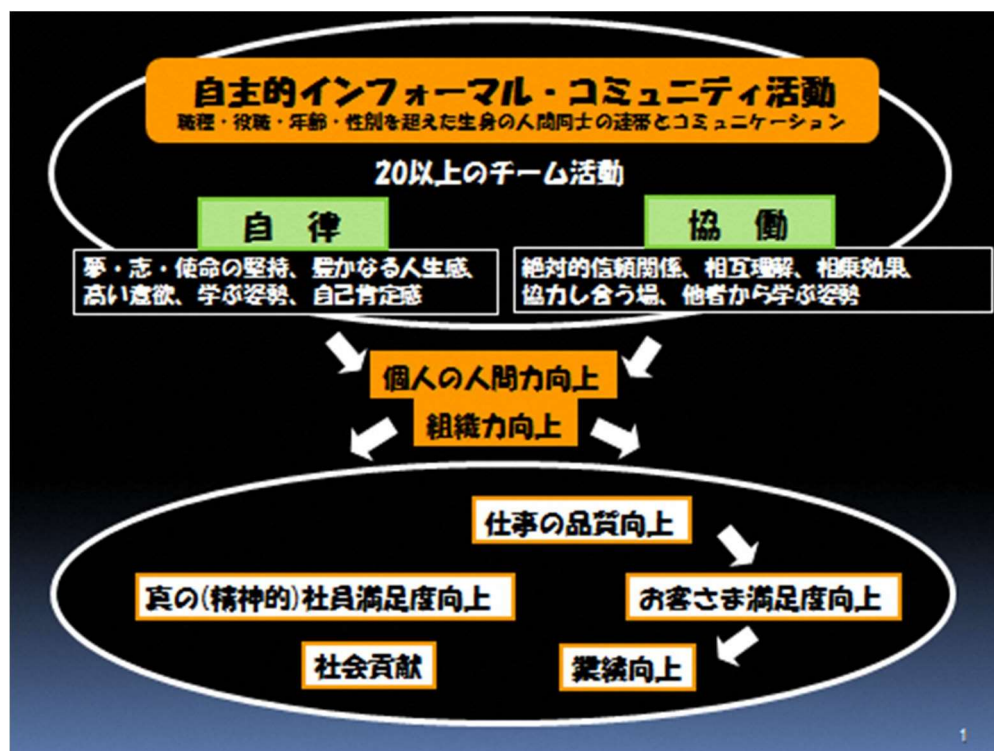 自主的インフォーマル・コミュニティ活動
職種・役職・年齢・性別を超えた生身の人間同士の連帯とコミュニケーション
20以上のチーム活動
自 律
夢・志・使命の堅持、豊かなる人生感、
高い意欲、学ぶ姿勢、自己肯定感
協 働
絶対的信頼関係、相互理解、相乗効果、
協力し合う場、他者から学ぶ姿勢
個人の人間力向上
組織力向上
仕事の品質向上
真の(精神的)社員満足度向上
お客さま満足度向上
社会貢献
業績向上
1